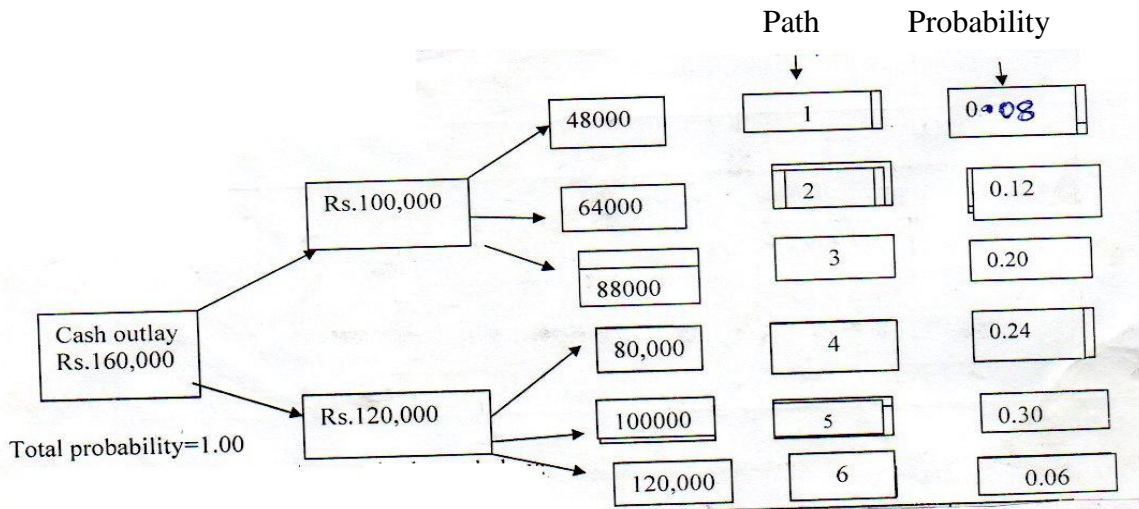 Path Probability
48000 1 0.08
Rs.100,000 64000 2 0.12
88000 3 0.20
Cash outlay
Rs.160,000
80,000 4 0.24
Rs.120,000 100000 5 0.30
Total probability=1.00
120,000 6 0.06